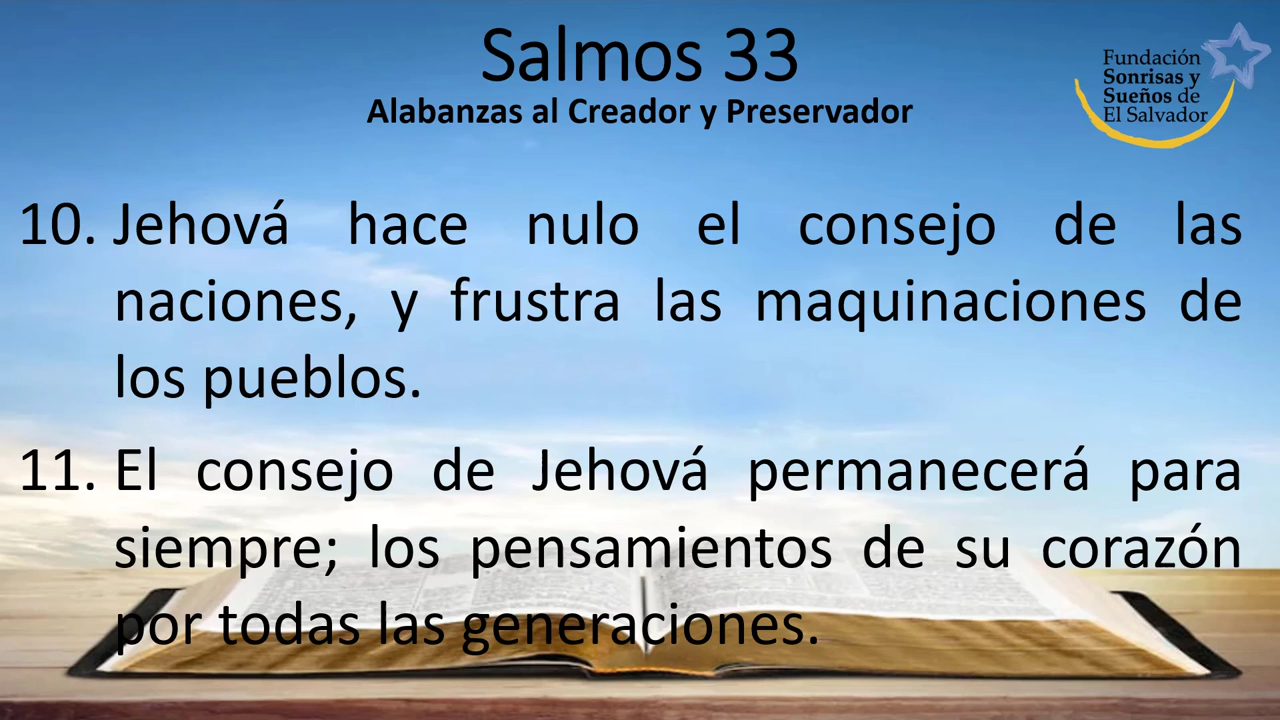 Salmos 33
Alabanzas al Creador y Preservador
Fundación
Sonrisas y
Sueños de
El Salvador
10. Jehová hace nulo el consejo de las
naciones, y frustra las maquinaciones de
los pueblos.
11. El consejo de Jehová permanecerá para
siempre; los pensamientos de su corazón
por todas las generaciones.